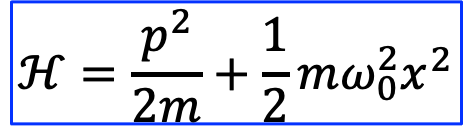 ℋ = p²/2m + 1/2 mω₀²x²